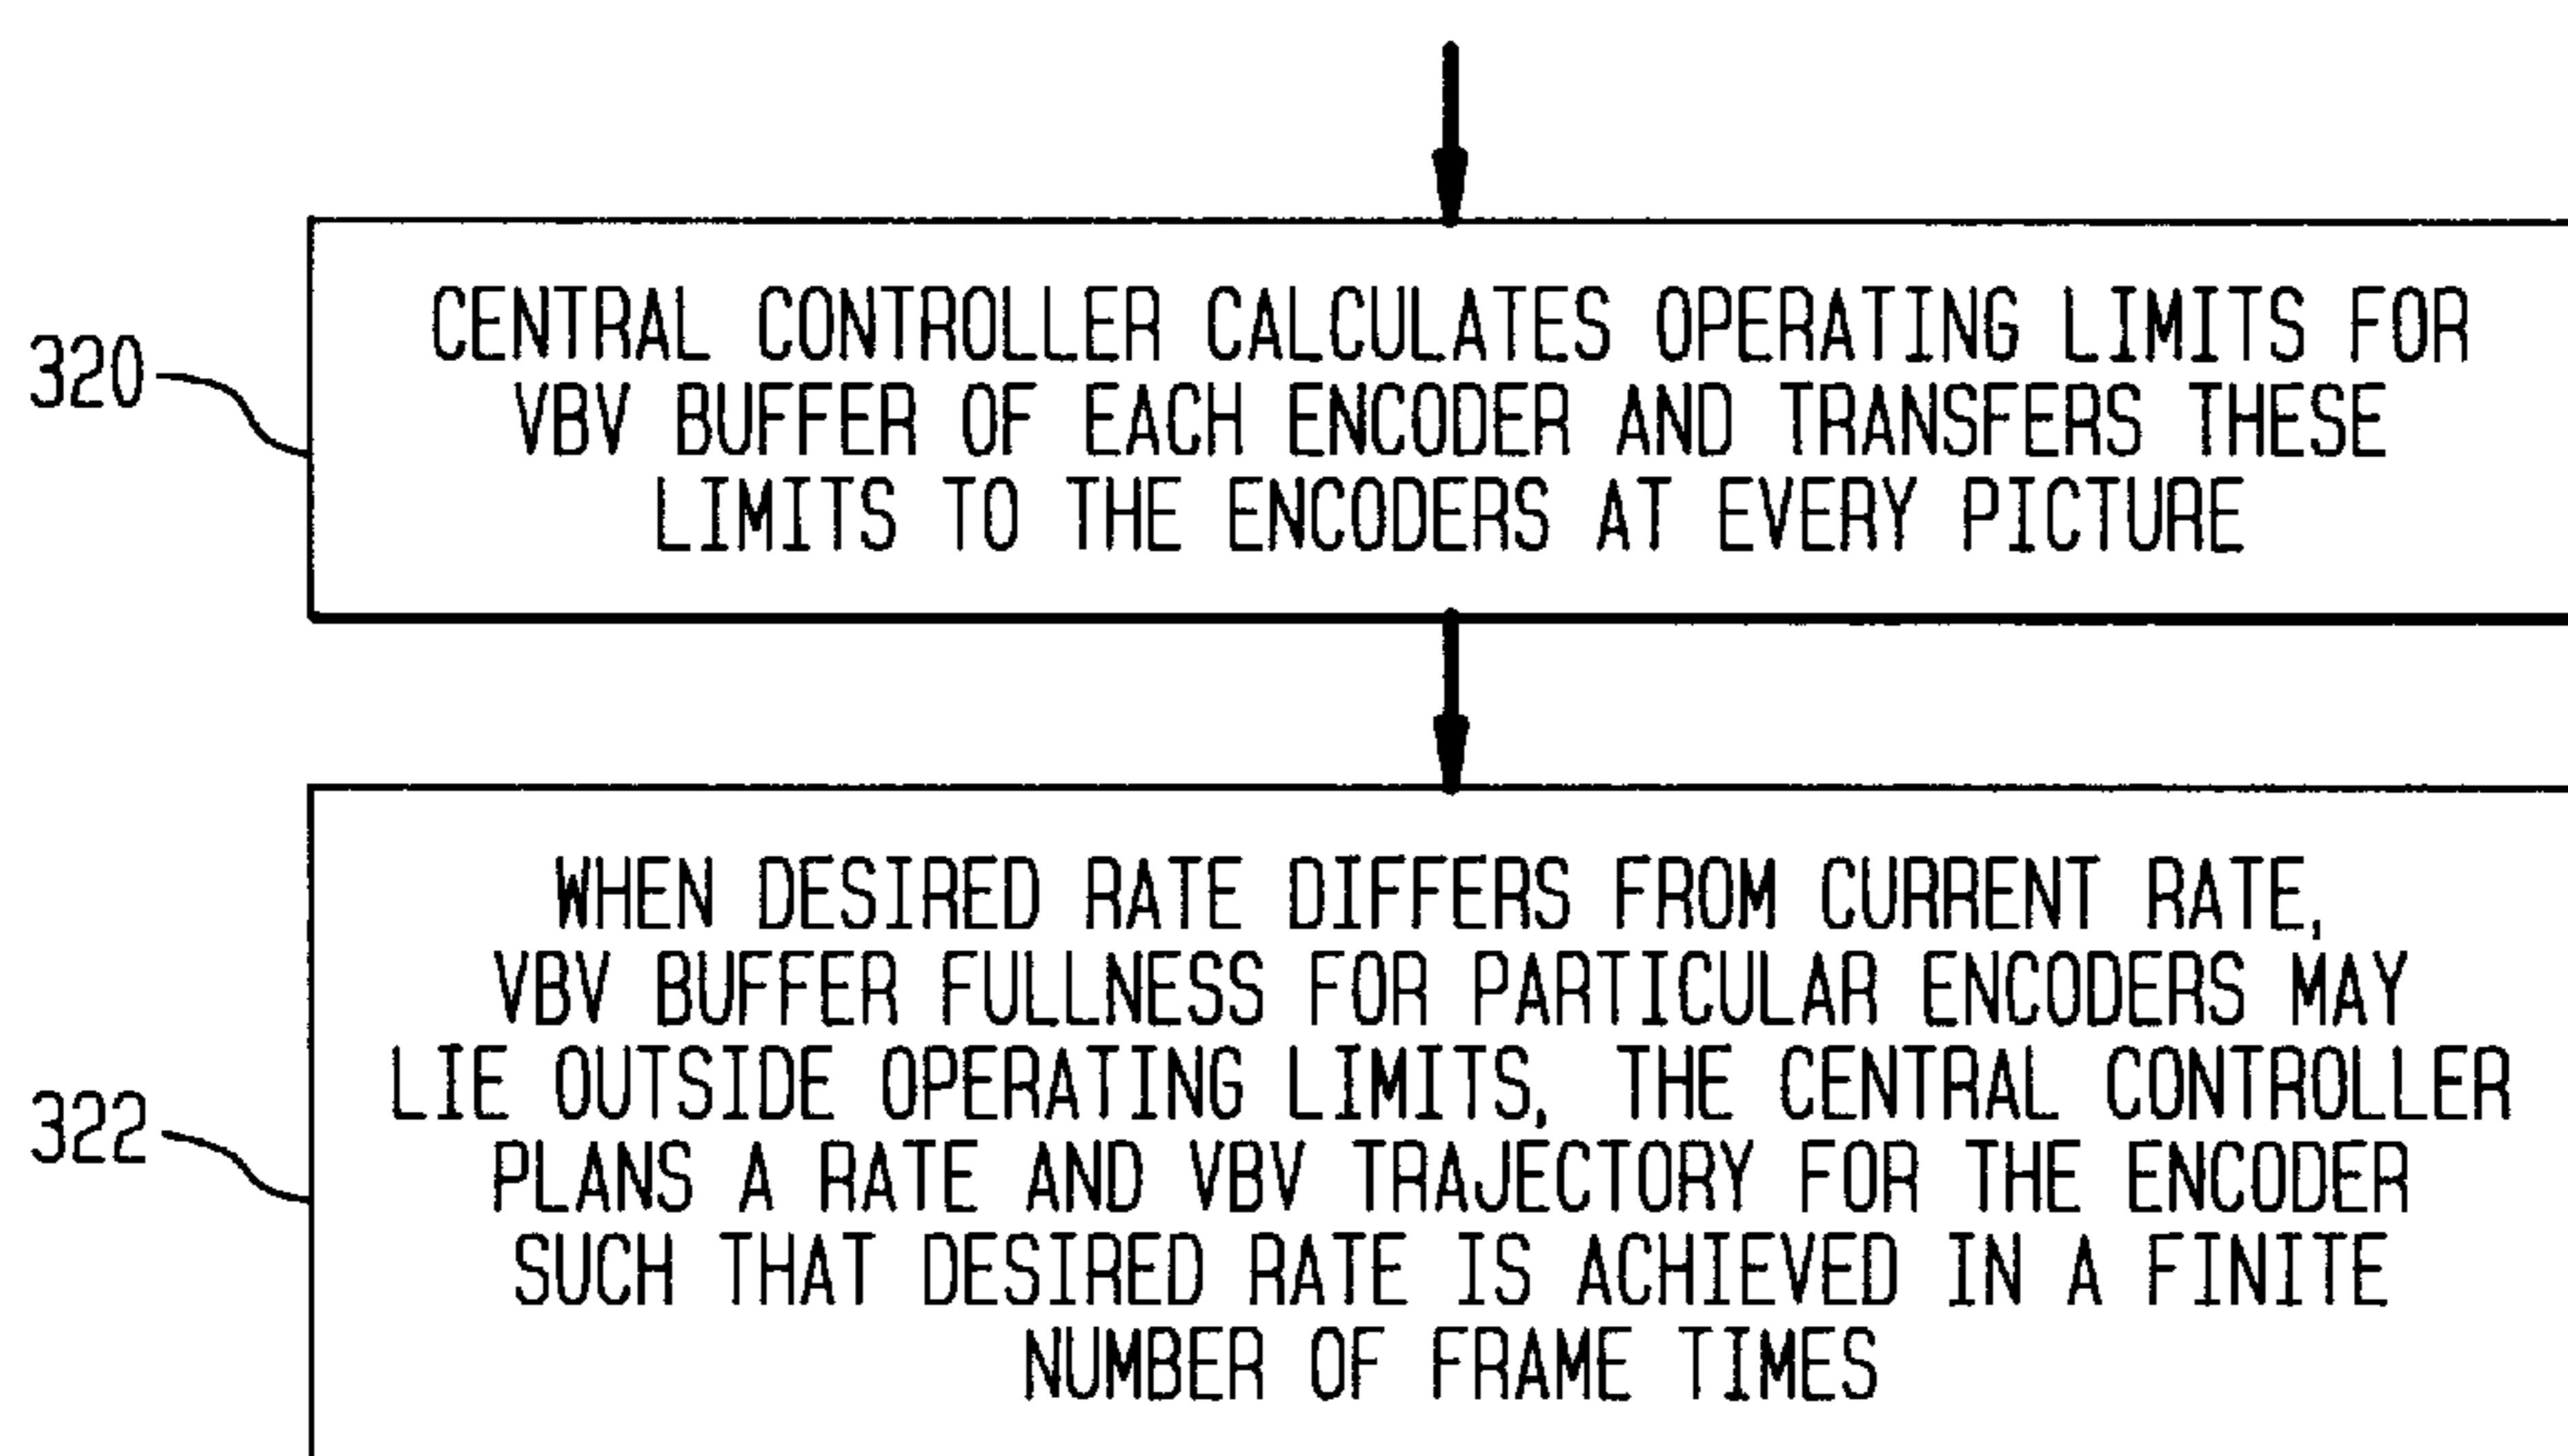 CENTRAL CONTROLLER CALCULATES OPERATING LIMITS FOR
VBV BUFFER OF EACH ENCODER AND TRANSFERS THESE
LIMITS TO THE ENCODERS AT EVERY PICTURE
320
WHEN DESIRED RATE DIFFERS FROM CURRENT RATE,
VBV BUFFER FULLNESS FOR PARTICULAR ENCODERS MAY
LIE OUTSIDE OPERATING LIMITS, THE CENTRAL CONTROLLER
PLANS A RATE AND VBV TRAJECTORY FOR THE ENCODER
SUCH THAT DESIRED RATE IS ACHIEVED IN A FINITE
NUMBER OF FRAME TIMES
322